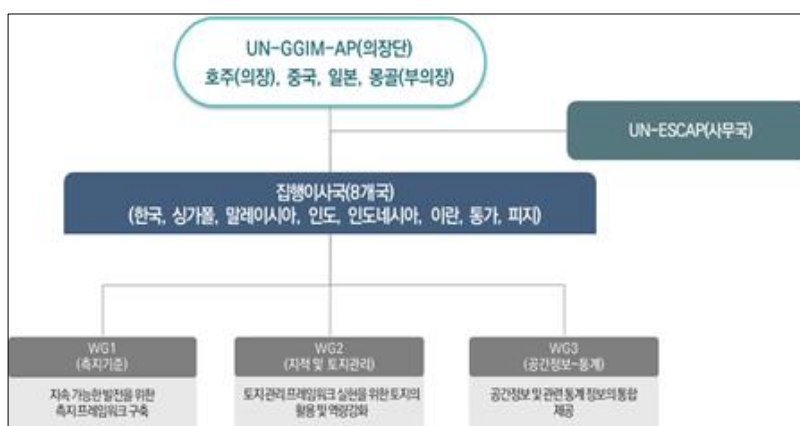 UN-GGIM-AP(의장단)
호주(의장), 중국, 일본, 몽골(부의장)
UN-ESCAP(사무국)
집행이사국(8개국)
(한국, 싱가폴, 말레이시아, 인도, 인도네시아, 이란, 통가, 피지)
WG1
(측지기준)
지속 가능한 발전을 위한
측지 프레임워크 구축
WG2
(지적 및 토지관리)
토지 관리 프레임워크 실현을 위한 토지의
활용 및 역량강화
WG3
(공간정보-통계)
공간정보 및 관련 통계 정보의 통합
제공